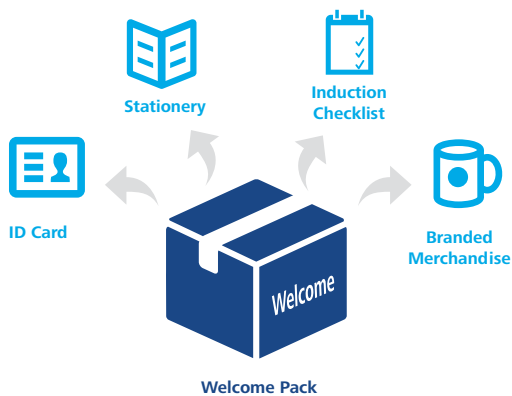 Stationery
Induction
Checklist
ID Card
Branded
Merchandise
Welcome
Welcome Pack